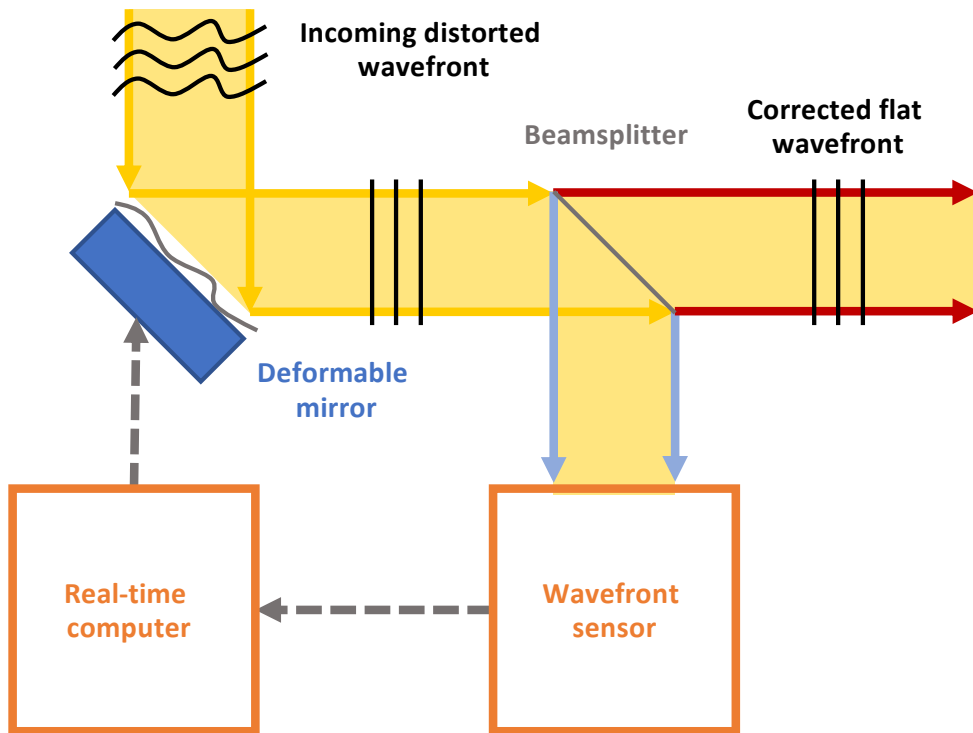 Incoming distorted
wavefront
Corrected flat
wavefront
Beamsplitter
Deformable
mirror
Real-time
computer
Wavefront
sensor